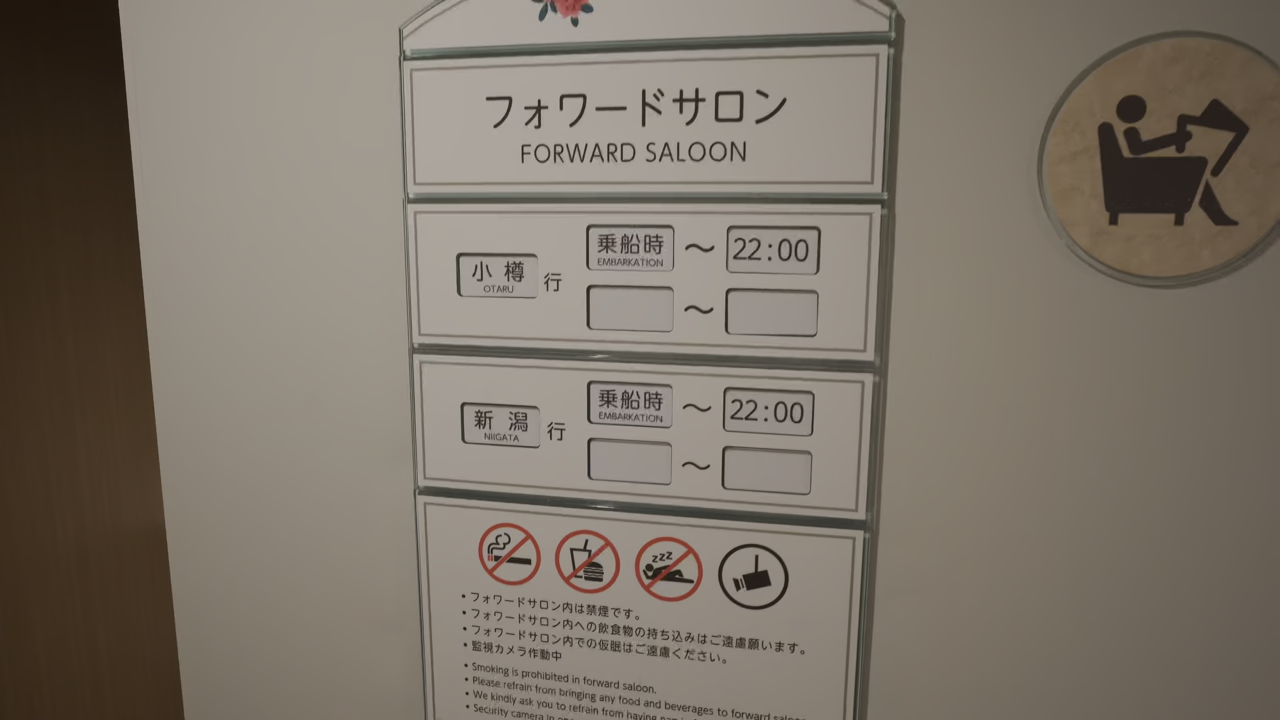 フォワードサロン
FORWARD SALOON
小樽 行 乗船時 ～ 22:00
OTARU EMBARKATION
～
新潟 行 乗船時 ～ 22:00
NIIGATA EMBARKATION
～
zzz
• フォワードサロン内は禁煙です。
• フォワードサロン内への飲食物の持ち込みはご遠慮願います。
• フォワードサロン内での仮眠はご遠慮ください。
• 監視カメラ作動中
• Smoking is prohibited in forward saloon.
• Please refrain from bringing any food and beverages to forward saloon
• We kindly ask you to refrain from having
• Security camera in